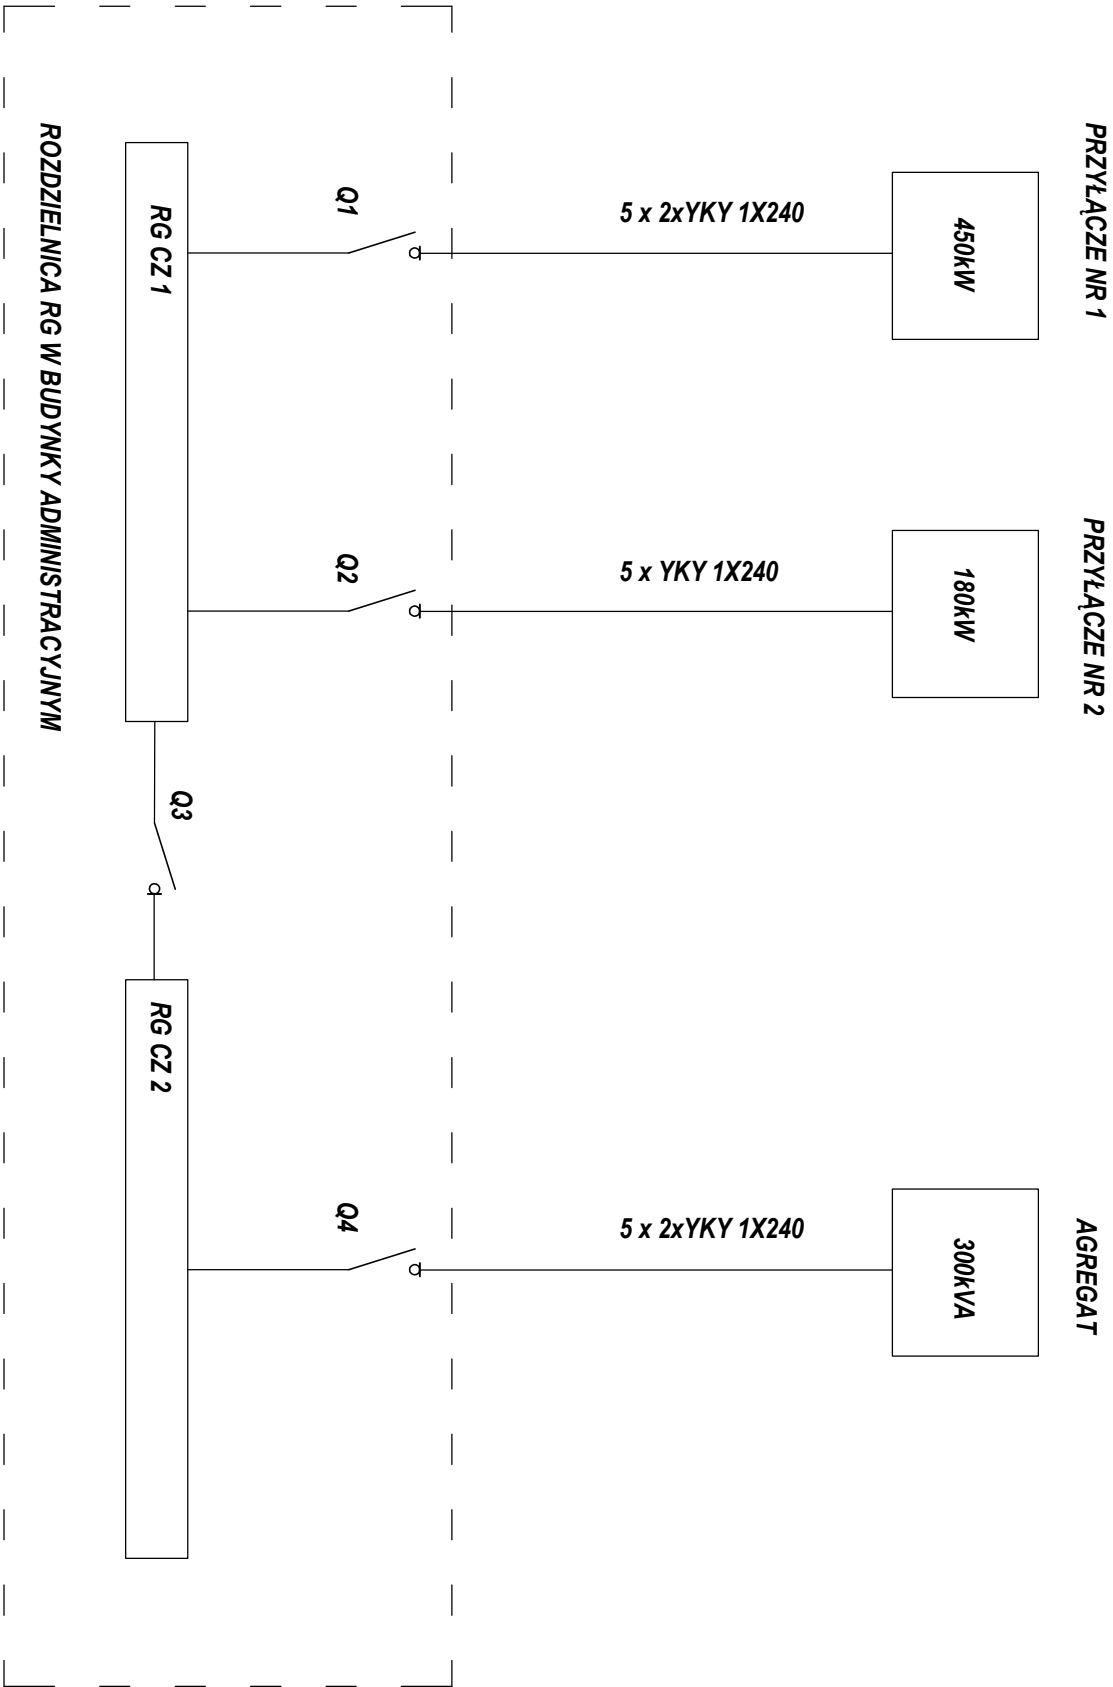 PRZYŁĄCZE NR 1
PRZYŁĄCZE NR 2
AGREGAT
450kW
180kW
300kVA
5 x 2xYKY 1X240
5 x YKY 1X240
5 x 2xYKY 1X240
Q1
Q2
Q3
Q4
RG CZ 1
RG CZ 2
ROZDZIELNICA RG W BUDYNKY ADMINISTRACYJNYM